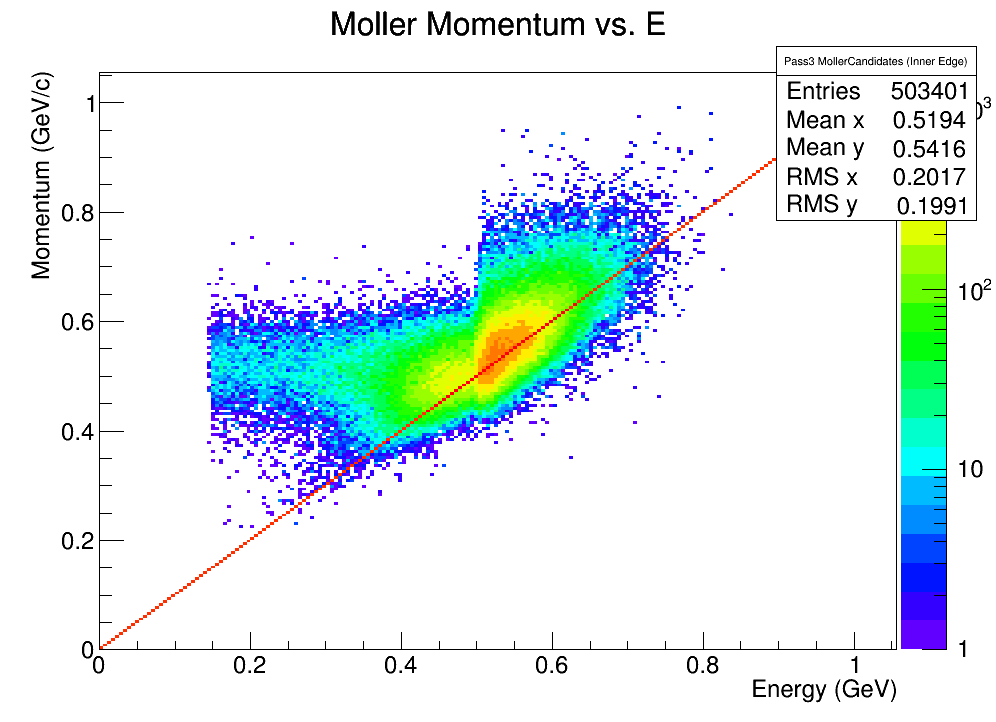 Moller Momentum vs. E
Pass3 MollerCandidates (Inner Edge)
Entries 503401
Mean x 0.5194
Mean y 0.5416
RMS x 0.2017
RMS y 0.1991
Momentum (GeV/c)
1
0.8
0.6
0.4
0.2
0
0 0.2 0.4 0.6 0.8 1
Energy (GeV)
10²
10
1